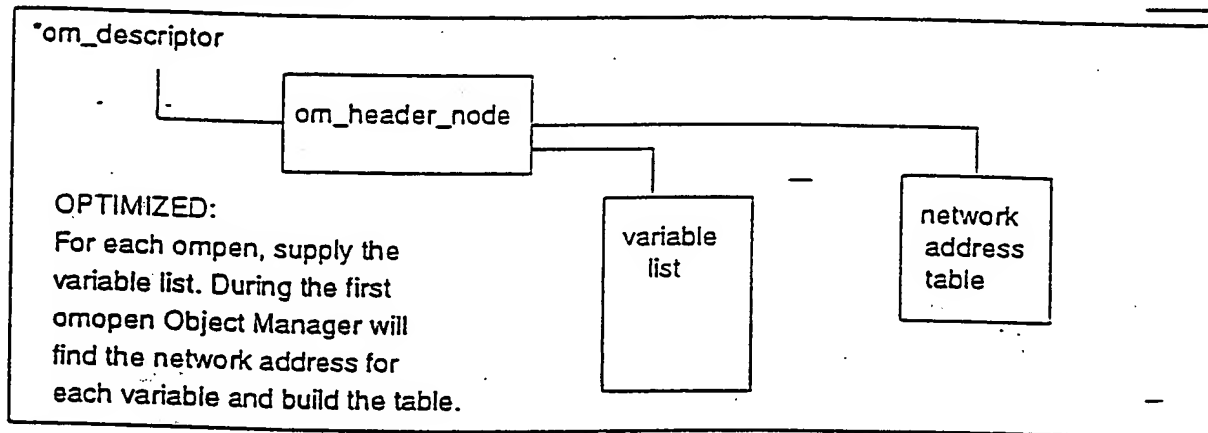 *om_descriptor
om_header_node
OPTIMIZED:
For each ompen, supply the
variable list. During the first
omopen Object Manager will
find the network address for
each variable and build the table.
variable
list
network
address
table